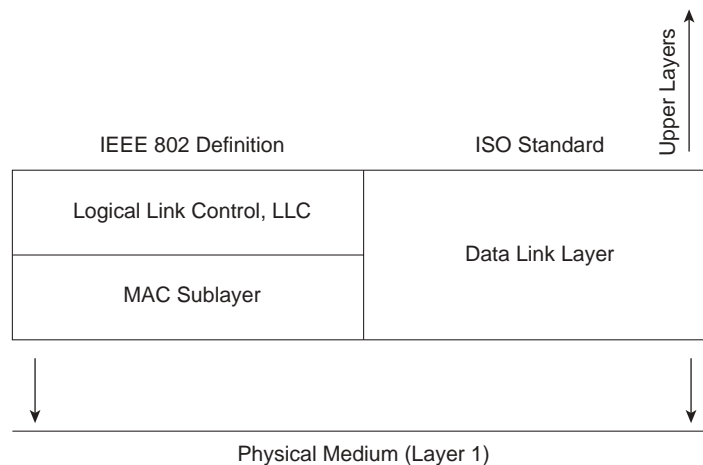 Upper Layers
IEEE 802 Definition
ISO Standard
Logical Link Control, LLC
Data Link Layer
MAC Sublayer
Physical Medium (Layer 1)